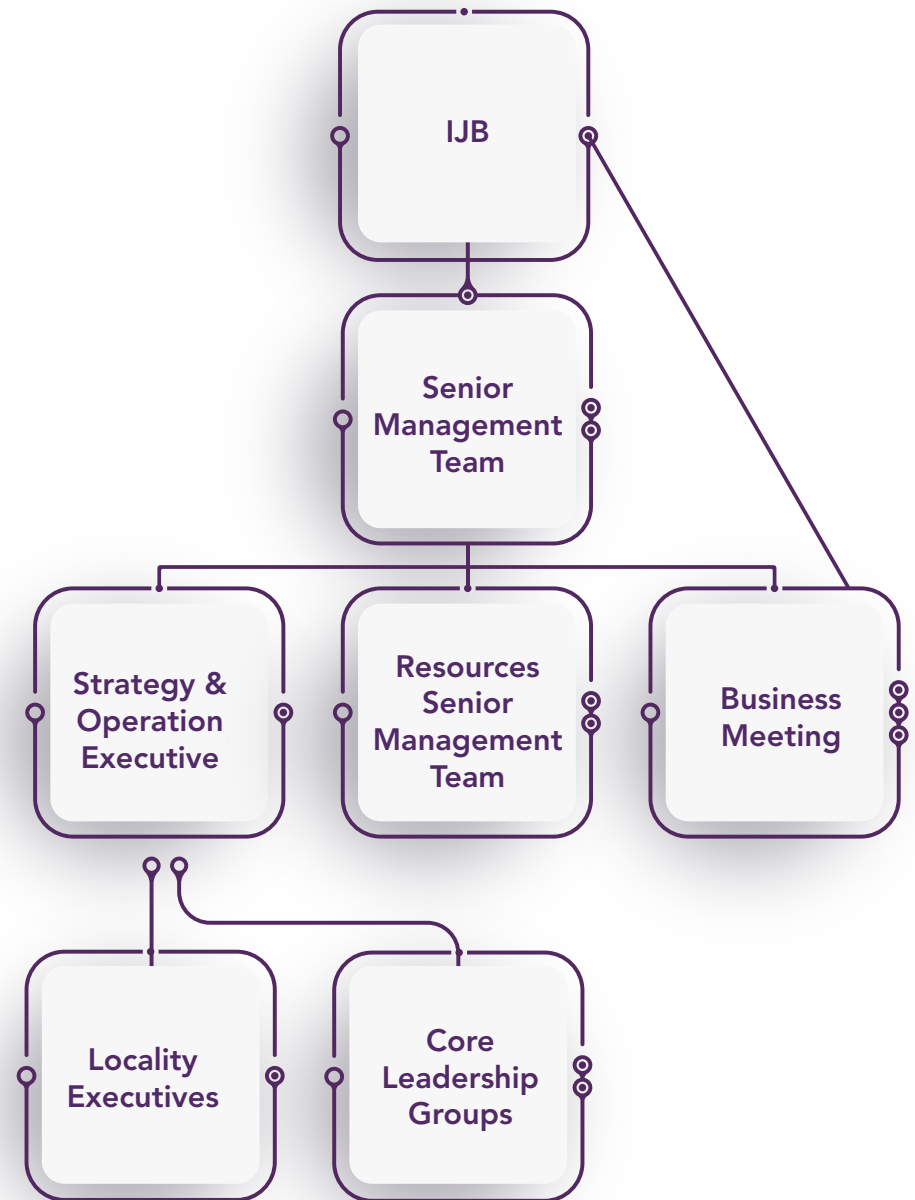 IJB
Senior
Management
Team
Strategy &
Operation
Executive
Resources
Senior
Management
Team
Business
Meeting
Locality
Executives
Core
Leadership
Groups